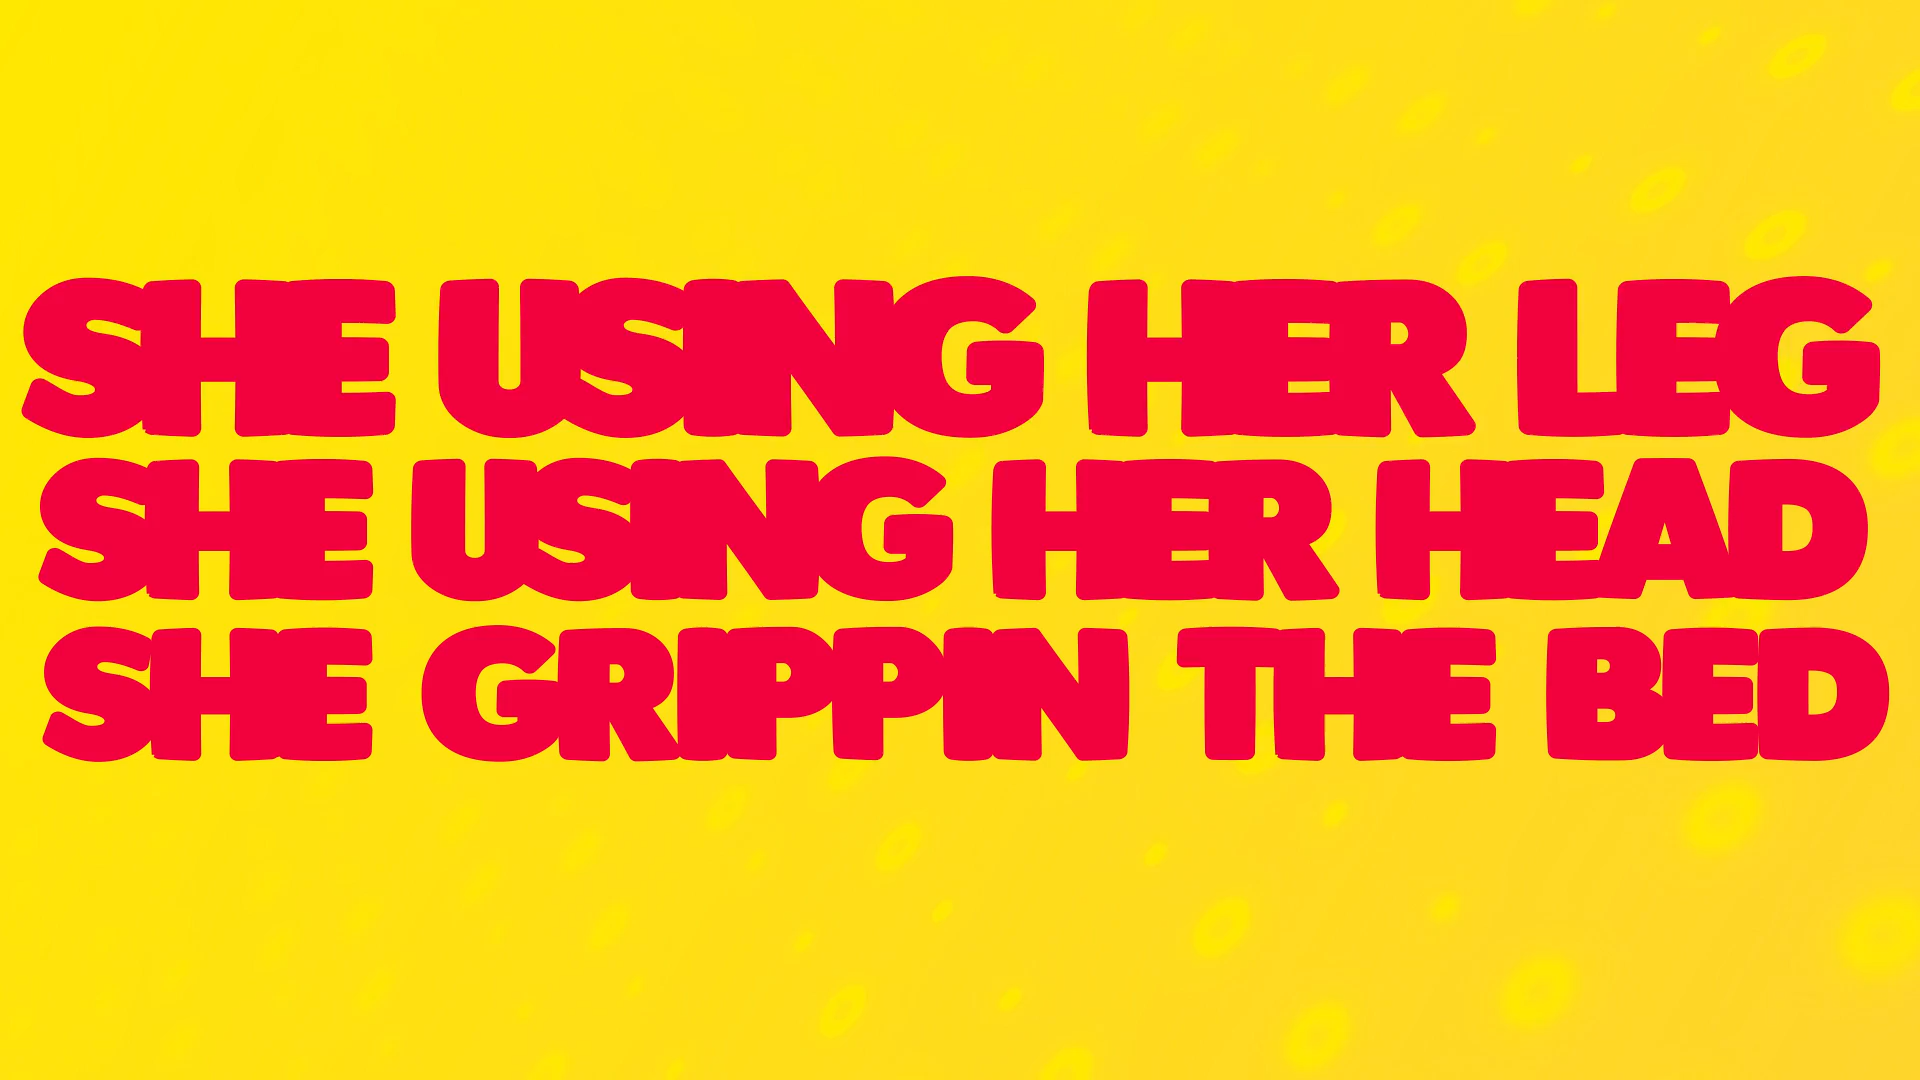 SHE USING HER LEG
SHE USING HER HEAD
SHE GRIPPIN THE BED